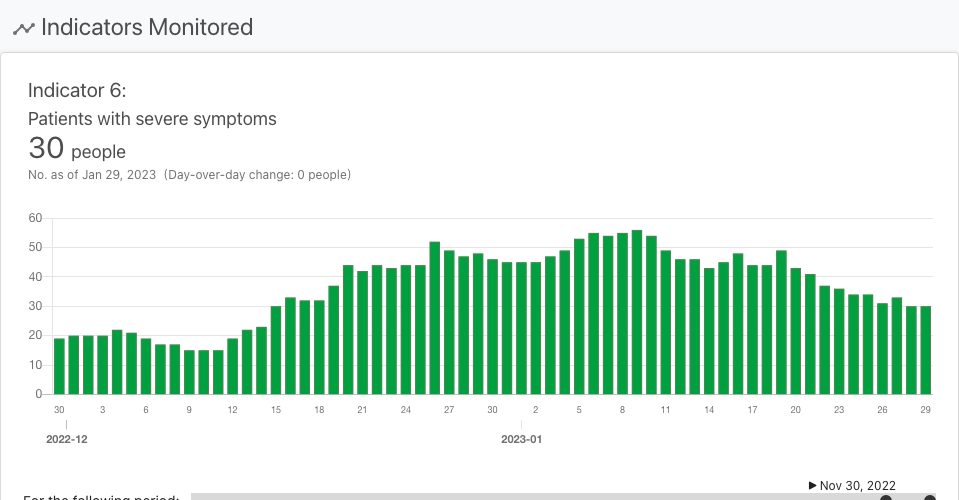 Indicators Monitored
Indicator 6:
Patients with severe symptoms
30 people
No. as of Jan 29, 2023 (Day-over-day change: 0 people)
60
50
40
30
20
10
0
30 3 6 9 12 15 18 21 24 27 30 2 5 8 11 14 17 20 23 26 29
2022-12 2023-01
▶ Nov 30, 2022
For the following period: